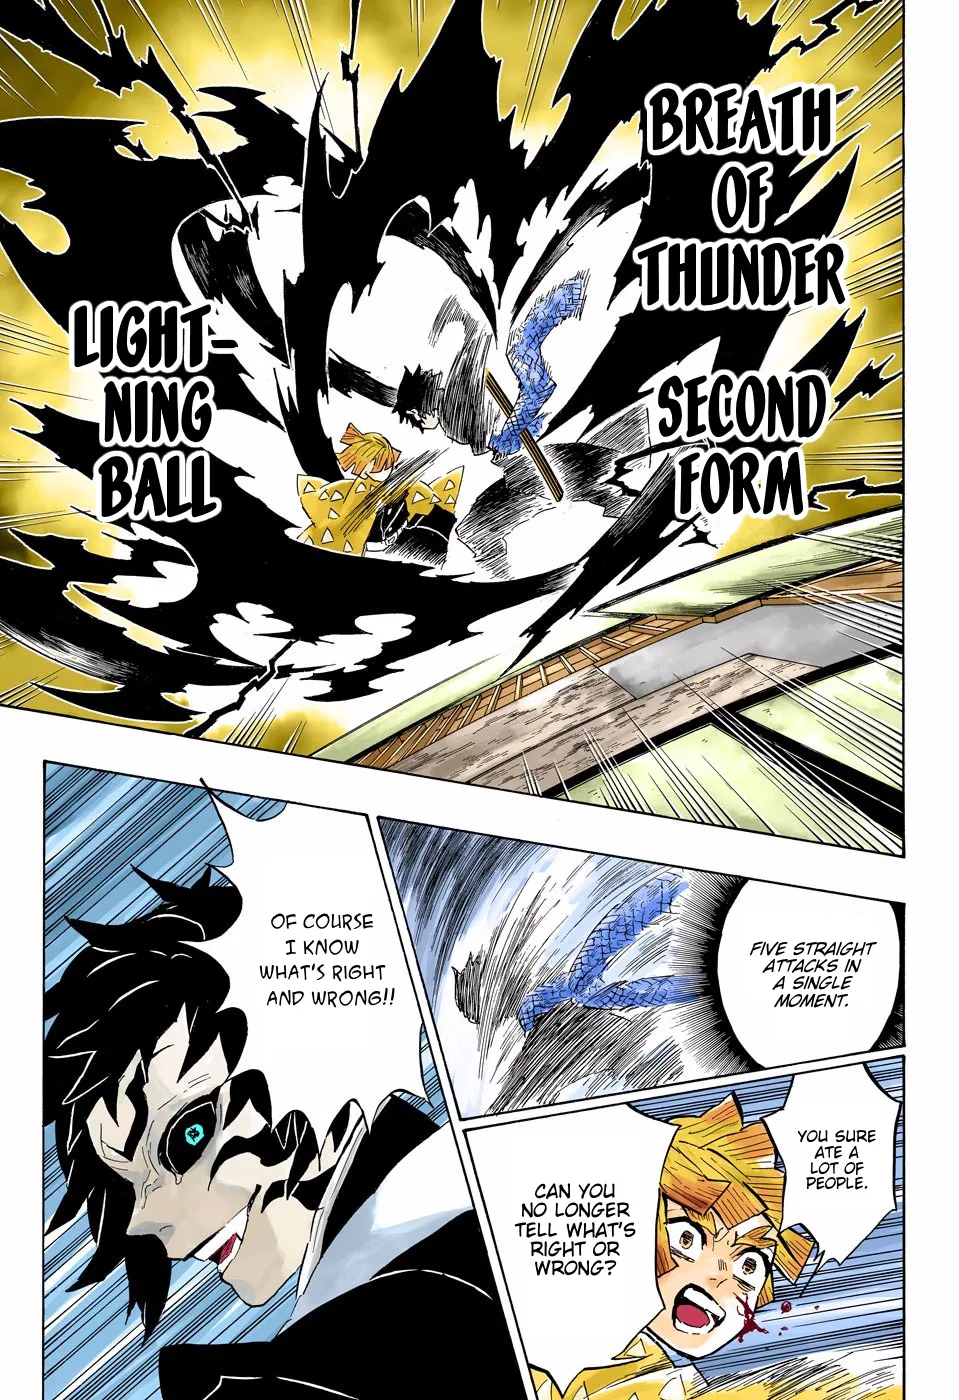 BREATH
OF
THUNDER
SECOND
FORM
LIGHT-
NING
BALL
FIVE STRAIGHT
ATTACKS IN
A SINGLE
MOMENT.
YOU SURE
ATE A
LOT OF
PEOPLE.
CAN YOU
NO LONGER
TELL WHAT'S
RIGHT OR
WRONG?
OF COURSE
I KNOW
WHAT'S RIGHT
AND WRONG!!